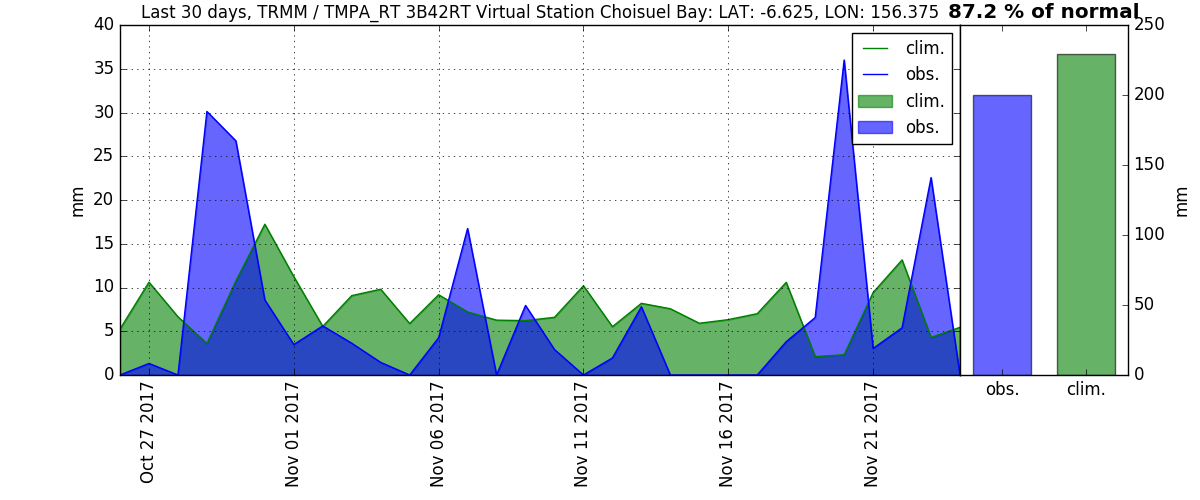 Last 30 days, TRMM / TMPA_RT 3B42RT Virtual Station Choisuel Bay: LAT: -6.625, LON: 156.375
87.2 % of normal
40
35
30
25
20
15
10
5
0
mm
clim.
obs.
clim.
obs.
250
200
150
100
50
0
mm
obs.
clim.
Oct 27 2017
Nov 01 2017
Nov 06 2017
Nov 11 2017
Nov 16 2017
Nov 21 2017